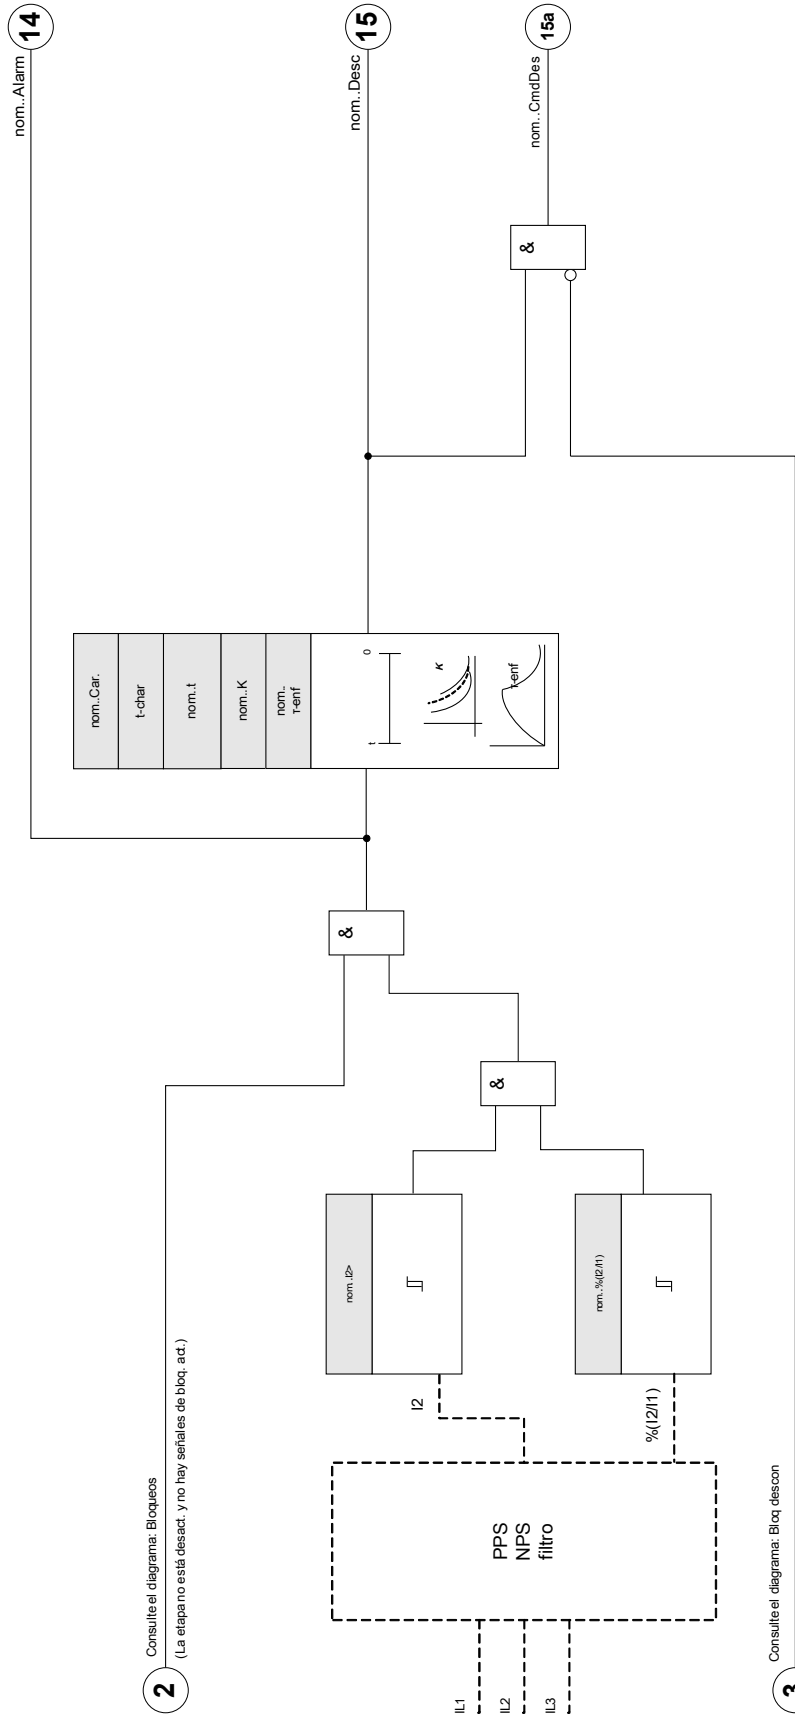 2
Consulte el diagrama: Bloqueos
(La etapa no está desact. y no hay señales de bloq. act.)
IL1
IL2
IL3
PPS
NPS
filtro
I2
%(I2/I1)
nom..I2>
nom..%(I2/I1)
&
&
nom..Car.
t-char
nom..t
nom..K
nom..
τ-enf
t
0
K
τ-enf
nom..Alarm
14
nom..Desc
15
&
nom..CmdDes
15a
3
Consulte el diagrama: Bloq descon